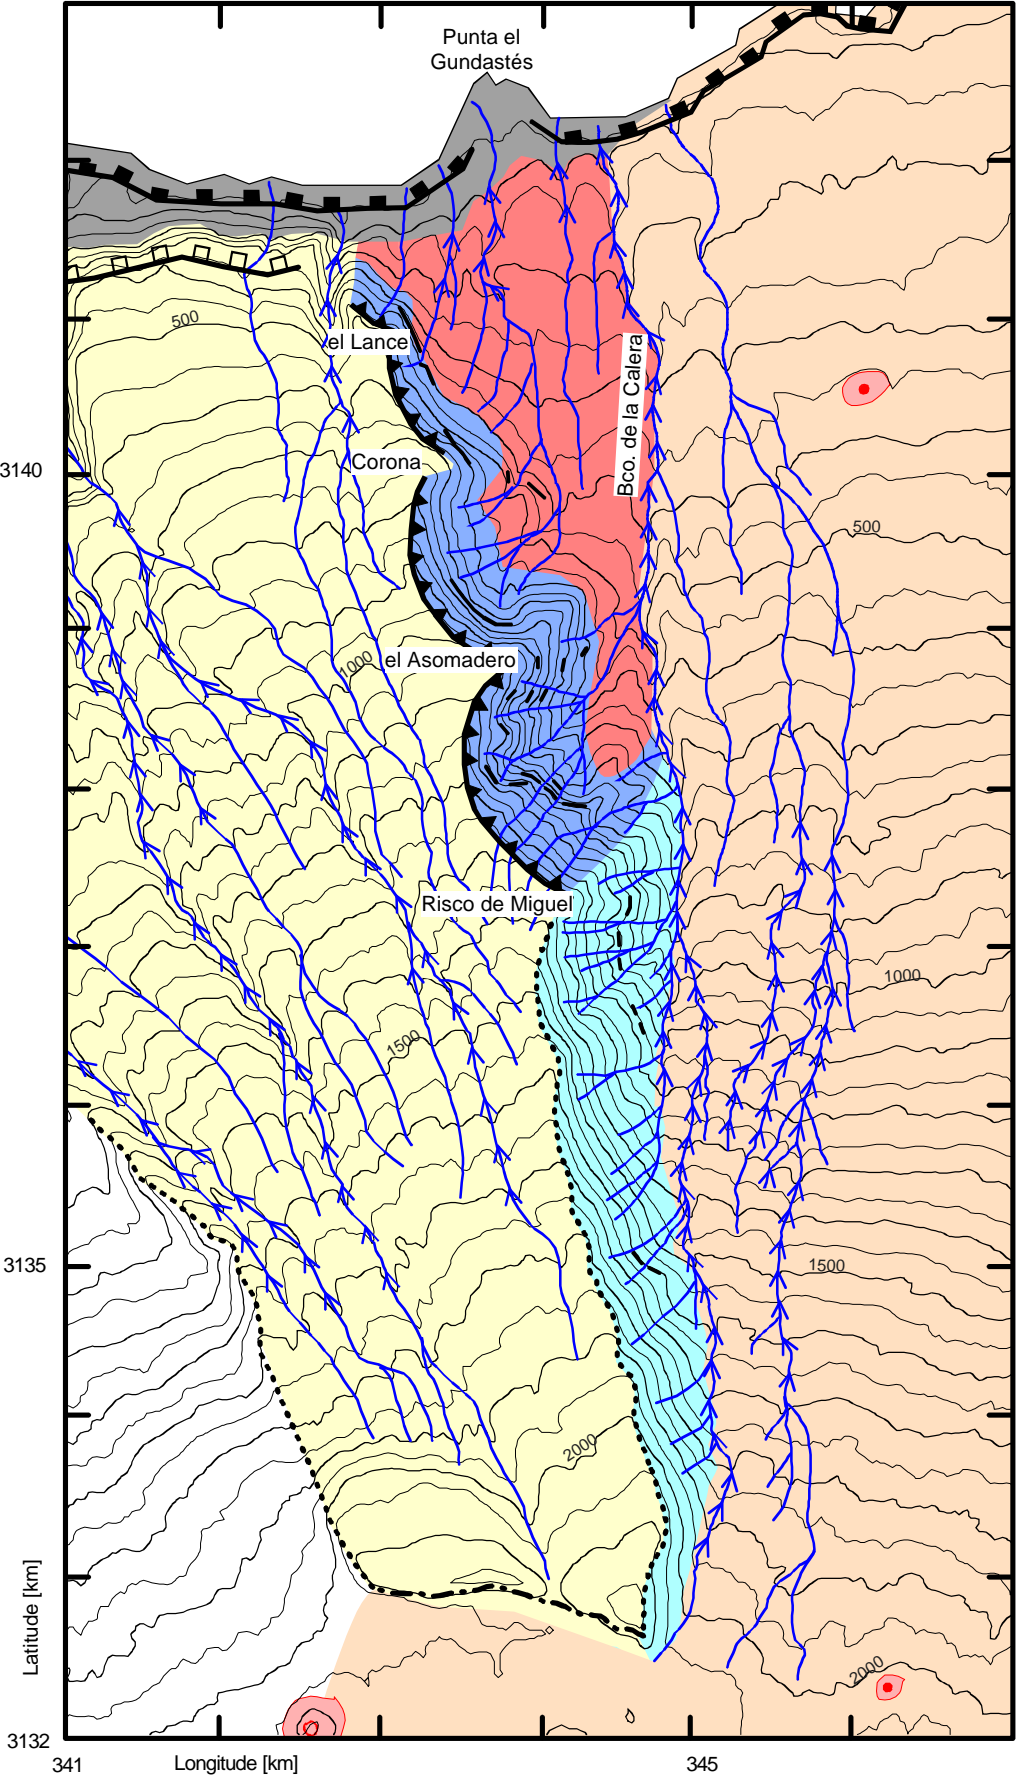 Punta el
Gundastés
500
el Lance
Bco. de la Calera
Corona
3140
500
1000
el Asomadero
Risco de Miguel
1000
1500
3135
1500
2000
Latitude [km]
2000
3132
341
Longitude [km]
345